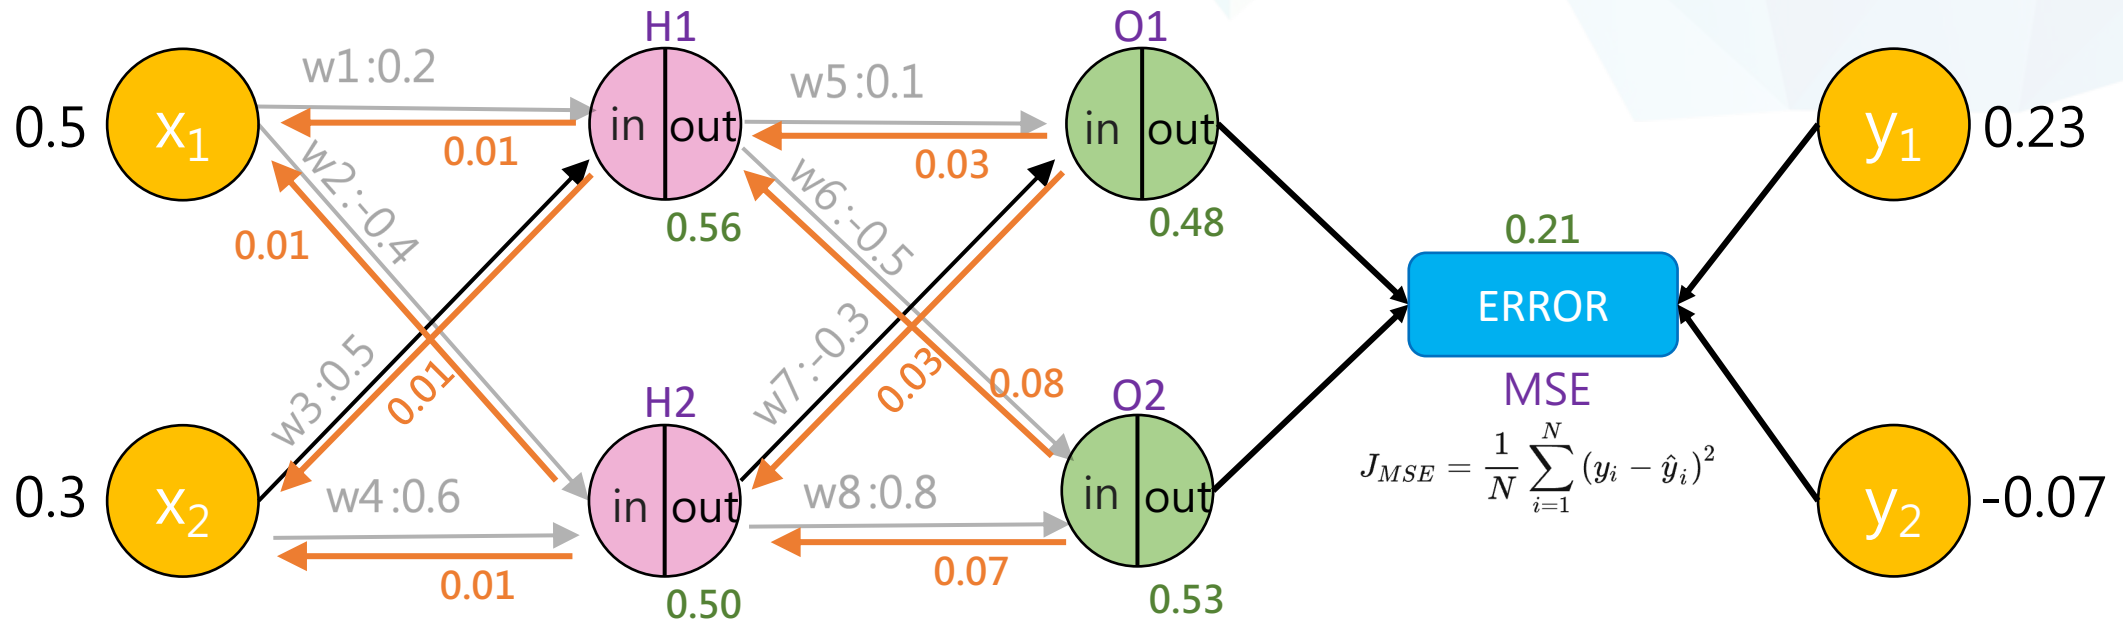 H1
O1
w1:0.2
w5:0.1
0.5
x₁
in
out
in
out
y₁
0.23
0.01
0.03
w2:-0.4
w6:-0.5
0.56
0.48
0.01
0.21
ERROR
w3:0.5
0.01
w7:-0.3
0.03
0.08
MSE
H2
O2
J_{MSE} = \frac{1}{N} \sum_{i=1}^{N} (y_i - ŷ_i)²
0.3
x₂
w4:0.6
in
out
w8:0.8
in
out
y₂
-0.07
0.01
0.07
0.50
0.53